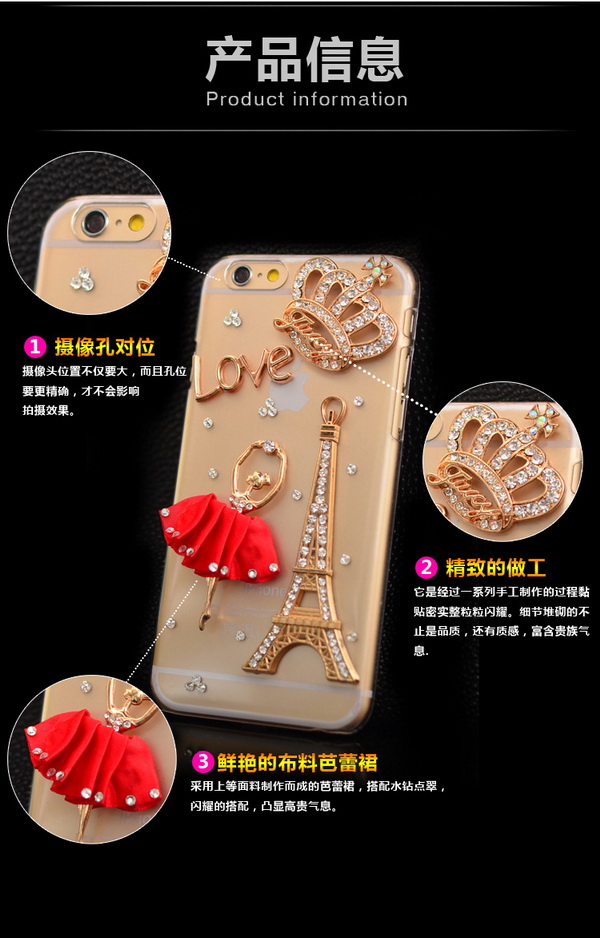 产品信息
Product information
1 摄像孔对位
摄像头位置不仅要大，而且孔位
要更精确，才不会影响
拍摄效果。
Love
2 精致的做工
它是经过一系列手工制作的过程黏
贴密实整粒粒闪耀。细节堆砌的不
止是品质，还有质感，富含贵族气
息.
3 鲜艳的布料芭蕾裙
采用上等面料制作而成的芭蕾裙，搭配水钻点翠，
闪耀的搭配，凸显高贵气息。